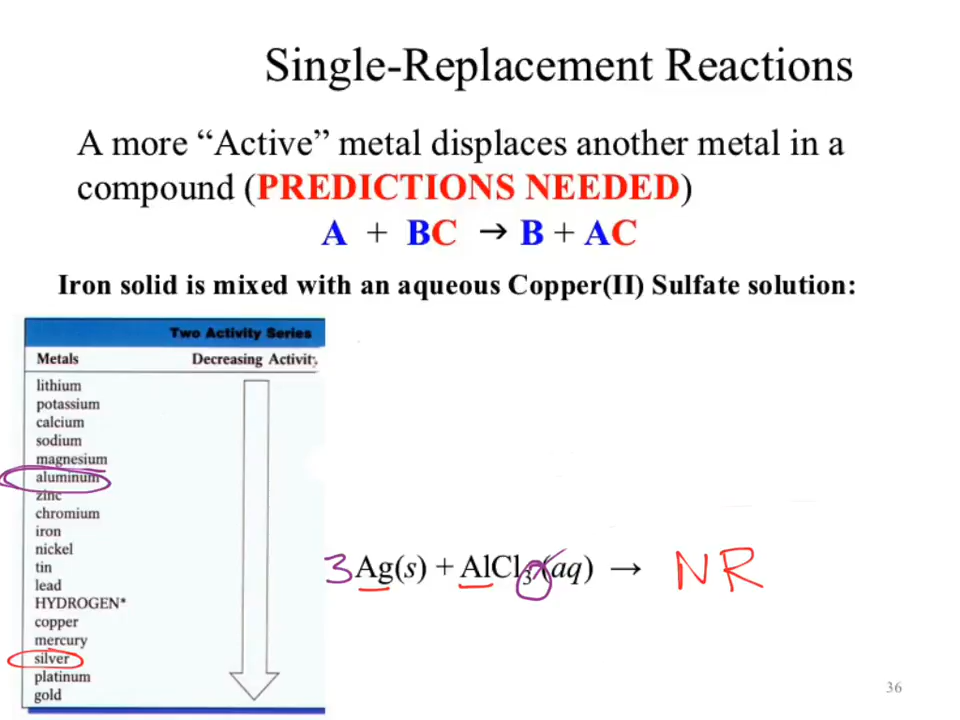 Single-Replacement Reactions
A more “Active” metal displaces another metal in a
compound (PREDICTIONS NEEDED)
A + BC → B + AC
Iron solid is mixed with an aqueous Copper(II) Sulfate solution:
Two Activity Series
Metals Decreasing Activity
lithium
potassium
calcium
sodium
magnesium
aluminum
zinc
chromium
iron
nickel
tin
lead
HYDROGEN*
copper
mercury
silver
platinum
gold
3 Ag(s) + AlCl3 (aq) → NR
36